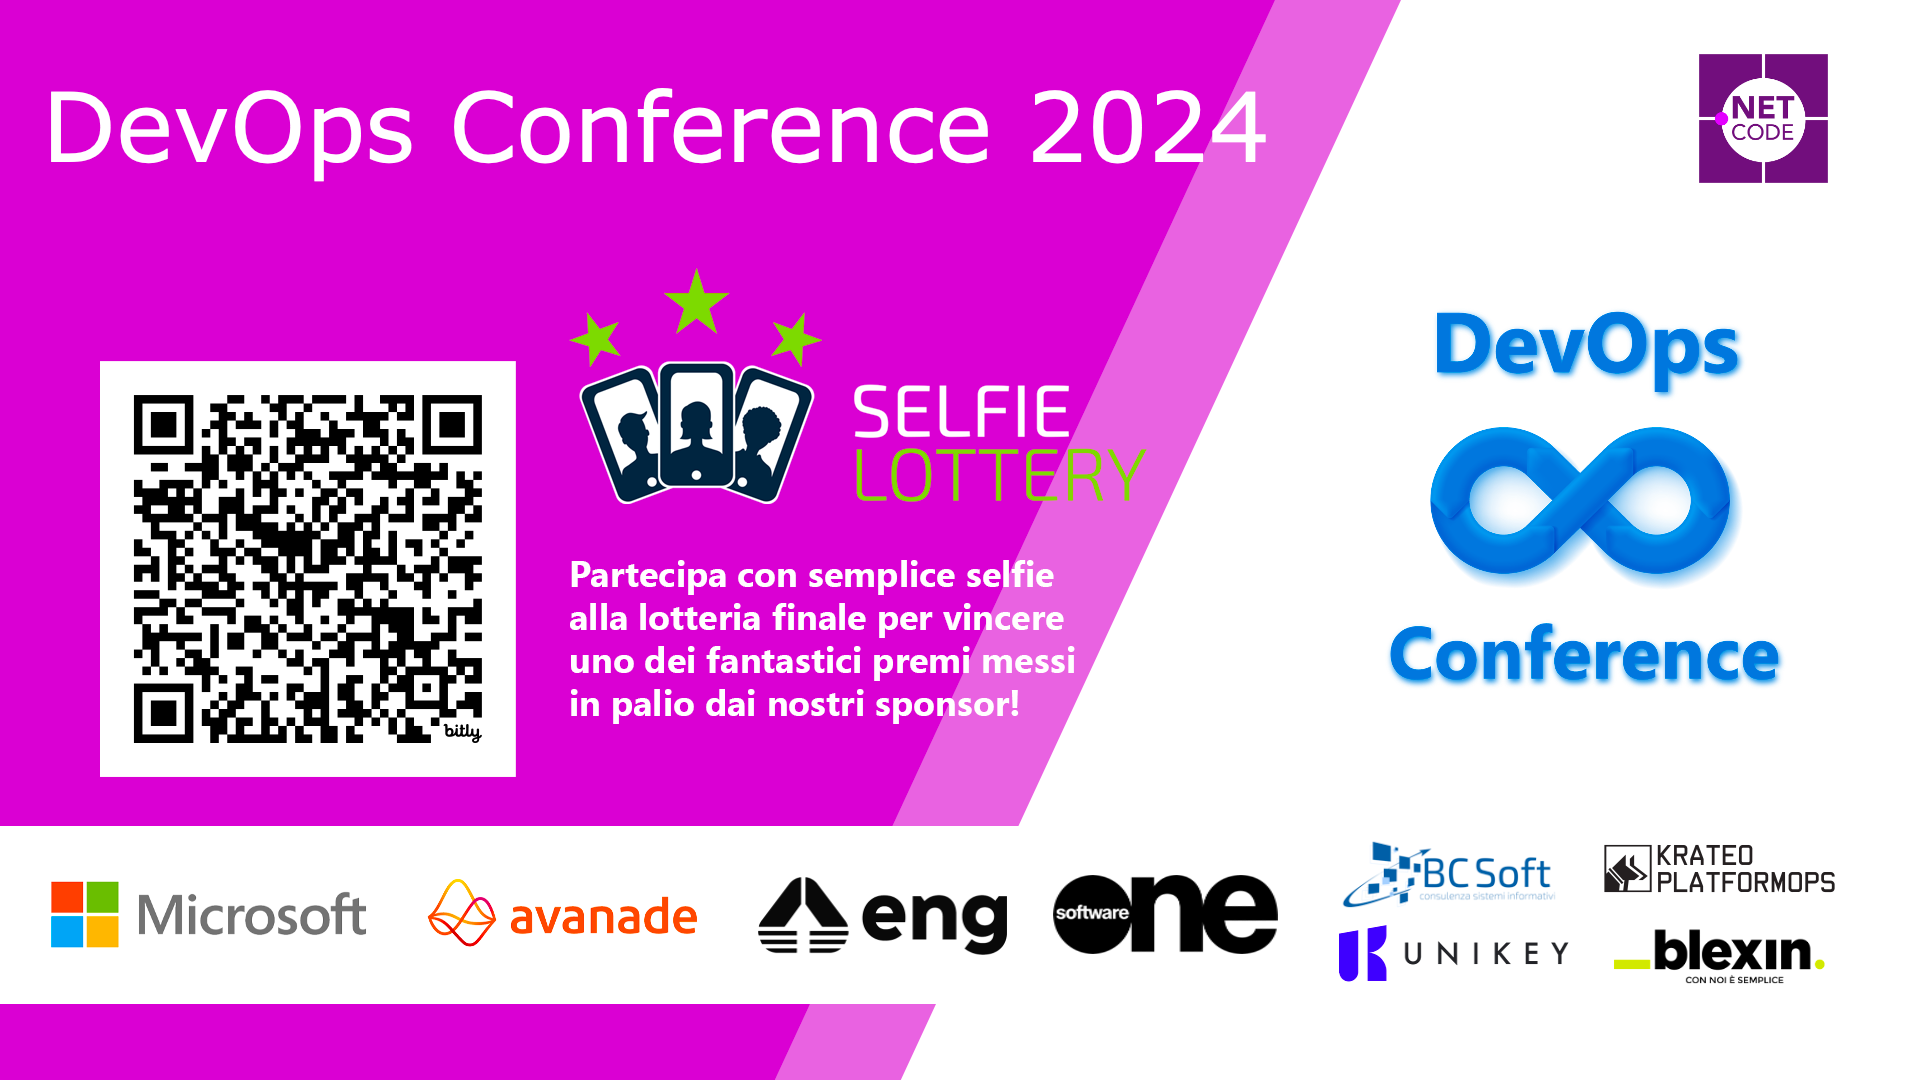 DevOps Conference 2024
.NET
CODE
SELFIE
LOTTERY
Partecipa con semplice selfie
alla lotteria finale per vincere
uno dei fantastici premi messi
in palio dai nostri sponsor!
bitly
DevOps
Conference
Microsoft
avanade
eng
software one
BC Soft
consulenza sistemi informativi
KRATEO
PLATFORMOPS
UNIKEY
blexin.
CON NOI È SEMPLICE